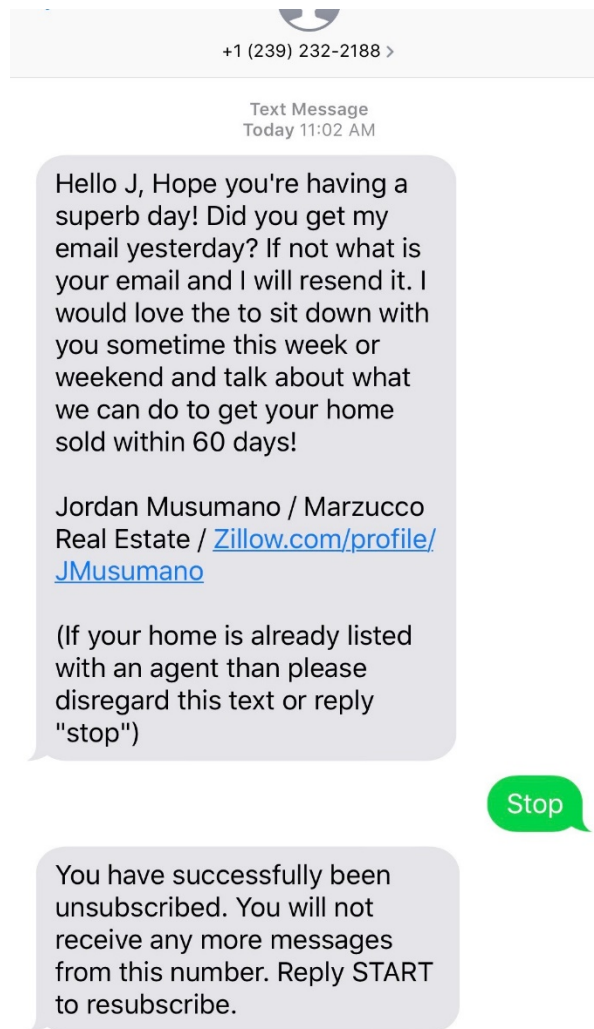 +1 (239) 232-2188 >
Text Message
Today 11:02 AM
Hello J, Hope you're having a
superb day! Did you get my
email yesterday? If not what is
your email and I will resend it. I
would love the to sit down with
you sometime this week or
weekend and talk about what
we can do to get your home
sold within 60 days!
Jordan Musumano / Marzucco
Real Estate / Zillow.com/profile/
JMusumano
(If your home is already listed
with an agent than please
disregard this text or reply
"stop")
Stop
You have successfully been
unsubscribed. You will not
receive any more messages
from this number. Reply START
to resubscribe.